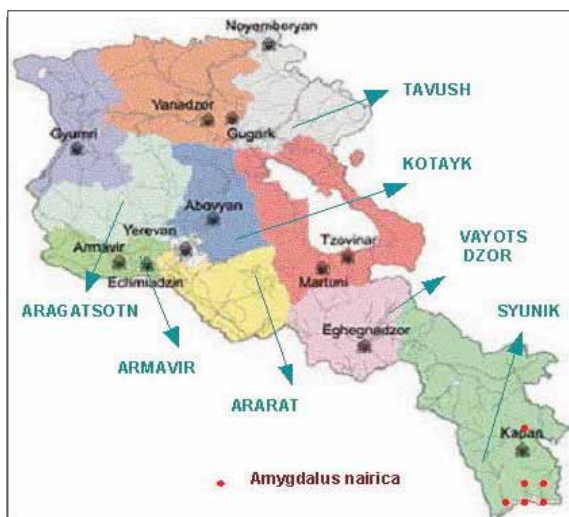 Noyemberyan
TAVUSH
Vanadzor
Gyumri
Gugark
KOTAYK
Abovyan
Yerevan
VAYOTS
DZOR
Armavir
Tzovinar
Echmiadzin
Martuni
ARAGATSOTN
SYUNIK
Eghegnadzor
ARMAVIR
ARARAT
Kapan
Amygdalus nairica